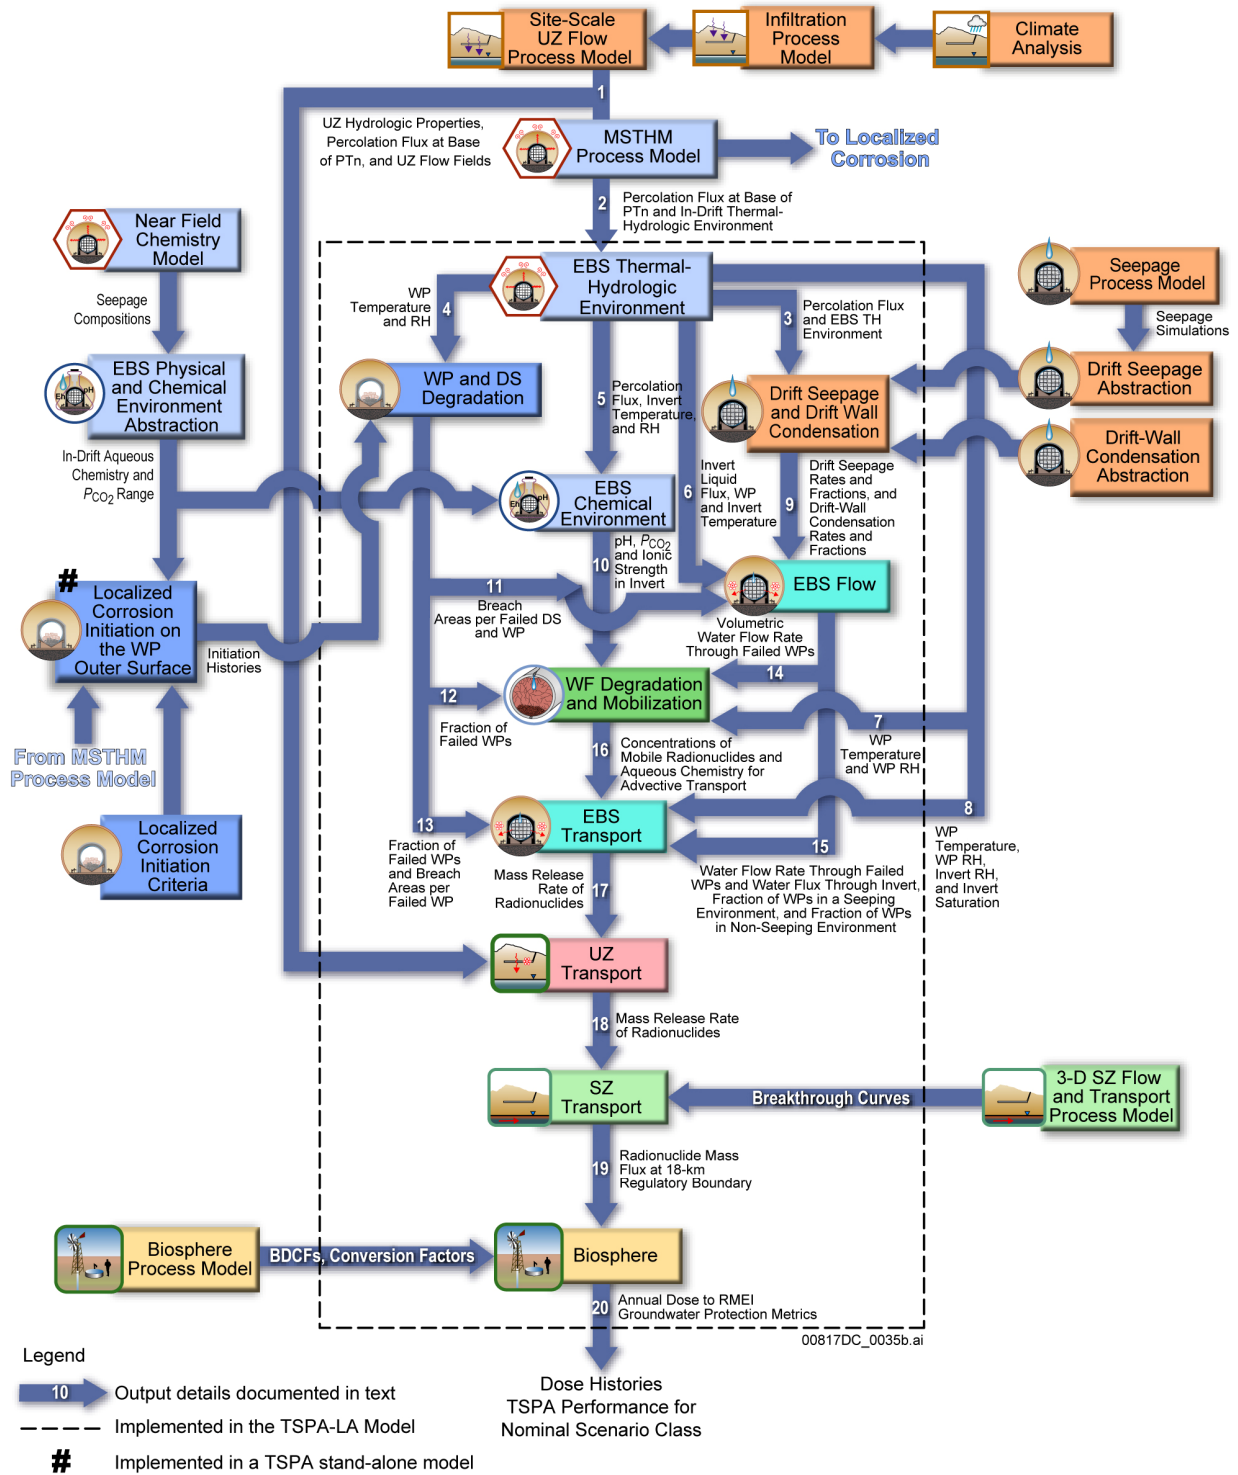 Site-Scale
UZ Flow
Process Model
Infiltration
Process
Model
Climate
Analysis
1
UZ Hydrologic Properties,
Percolation Flux at Base
of PTn, and UZ Flow Fields
MSTHM
Process Model
To Localized
Corrosion
2
Percolation Flux at Base of
PTn and In-Drift Thermal-
Hydrologic Environment
Near Field
Chemistry
Model
Seepage
Compositions
EBS Thermal-
Hydrologic
Environment
WP
Temperature
and RH
4
3
Percolation Flux
and EBS TH
Environment
Seepage
Process Model
Seepage
Simulations
EBS Physical
and Chemical
Environment
Abstraction
Eh
pH
WP and DS
Degradation
5
Percolation
Flux, Invert
Temperature,
and RH
Drift Seepage
and Drift Wall
Condensation
Drift Seepage
Abstraction
Drift-Wall
Condensation
Abstraction
In-Drift Aqueous
Chemistry and
PCO2 Range
EBS
Chemical
Environment
Eh
pH
6
Invert
Liquid
Flux, WP
and Invert
Temperature
9
Drift Seepage
Rates and
Fractions, and
Drift-Wall
Condensation
Rates and
Fractions
10
pH, PCO2
and Ionic
Strength
in Invert
#
Localized
Corrosion
Initiation on
the WP
Outer Surface
Initiation
Histories
11
Breach
Areas per Failed DS
and WP
EBS Flow
Volumetric
Water Flow Rate
Through Failed WPs
14
12
Fraction of
Failed WPs
WF Degradation
and Mobilization
7
WP
Temperature
and WP RH
From MSTHM
Process Model
16
Concentrations of
Mobile Radionuclides and
Aqueous Chemistry for
Advective Transport
Localized
Corrosion
Initiation
Criteria
13
Fraction of
Failed WPs
and Breach
Areas per
Failed WP
EBS
Transport
8
WP
Temperature,
WP RH,
Invert RH,
and Invert
Saturation
15
Water Flow Rate Through Failed
WPs and Water Flux Through Invert,
Fraction of WPs in a Seeping
Environment, and Fraction of WPs
in Non-Seeping Environment
Mass Release
Rate of
Radionuclides
17
UZ
Transport
18
Mass Release Rate
of Radionuclides
SZ
Transport
Breakthrough Curves
3-D SZ Flow
and Transport
Process Model
19
Radionuclide Mass
Flux at 18-km
Regulatory Boundary
Biosphere
Process Model
BDCFs, Conversion Factors
Biosphere
20
Annual Dose to RMEI
Groundwater Protection Metrics
00817DC_0035b.ai
Dose Histories
TSPA Performance for
Nominal Scenario Class
Legend
10 Output details documented in text
Implemented in the TSPA-LA Model
# Implemented in a TSPA stand-alone model